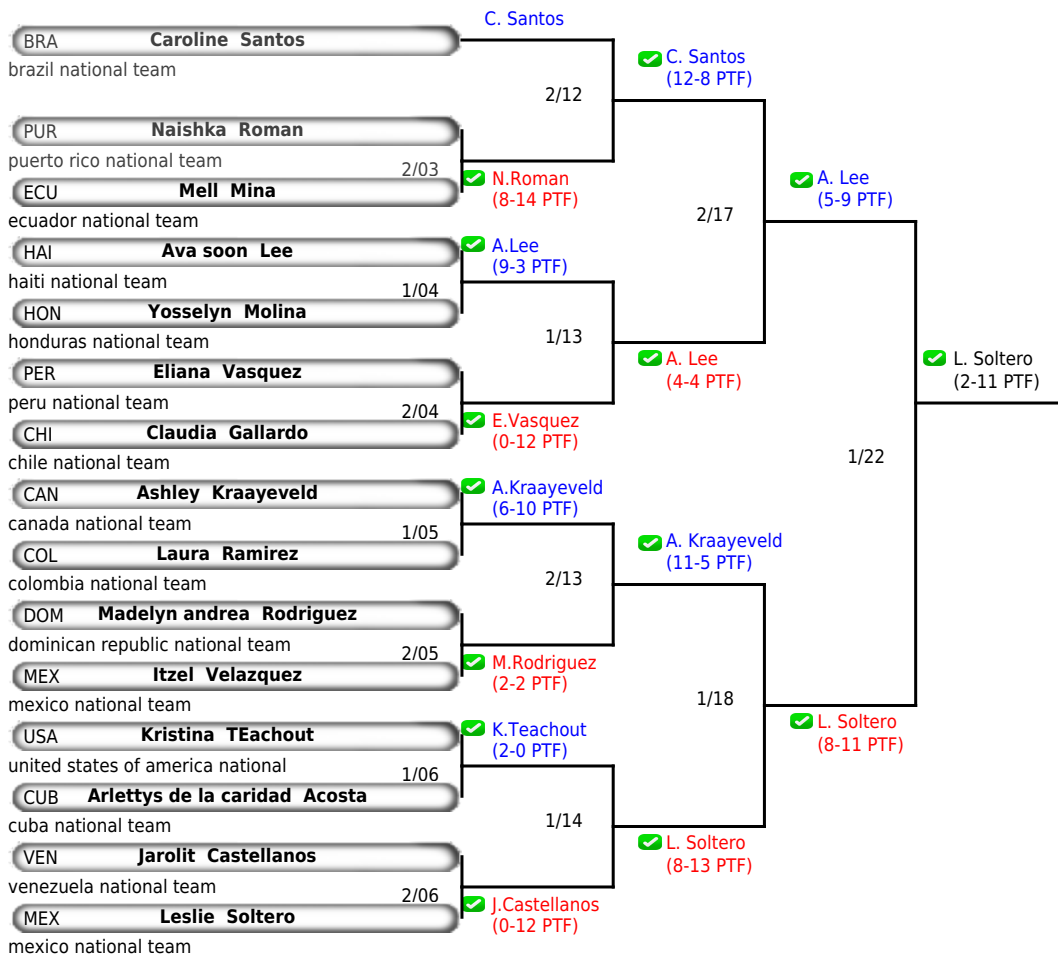 C. Santos
BRA Caroline Santos
brazil national team
C. Santos
(12-8 PTF)
2/12
PUR Naishka Roman
puerto rico national team
2/03
N.Roman
(8-14 PTF)
ECU Mell Mina
ecuador national team
A. Lee
(5-9 PTF)
2/17
HAI Ava soon Lee
haiti national team
A.Lee
(9-3 PTF)
1/04
HON Yosselyn Molina
honduras national team
1/13
A. Lee
(4-4 PTF)
L. Soltero
(2-11 PTF)
PER Eliana Vasquez
peru national team
2/04
E.Vasquez
(0-12 PTF)
CHI Claudia Gallardo
chile national team
1/22
CAN Ashley Kraayeveld
canada national team
A.Kraayeveld
(6-10 PTF)
1/05
COL Laura Ramirez
colombia national team
A. Kraayeveld
(11-5 PTF)
2/13
DOM Madelyn andrea Rodriguez
dominican republic national team
2/05
M.Rodriguez
(2-2 PTF)
MEX Itzel Velazquez
mexico national team
1/18
L. Soltero
(8-11 PTF)
USA Kristina TEachout
united states of america national
K.Teachout
(2-0 PTF)
1/06
CUB Arlettys de la caridad Acosta
cuba national team
1/14
L. Soltero
(8-13 PTF)
VEN Jarolit Castellanos
venezuela national team
2/06
J.Castellanos
(0-12 PTF)
MEX Leslie Soltero
mexico national team